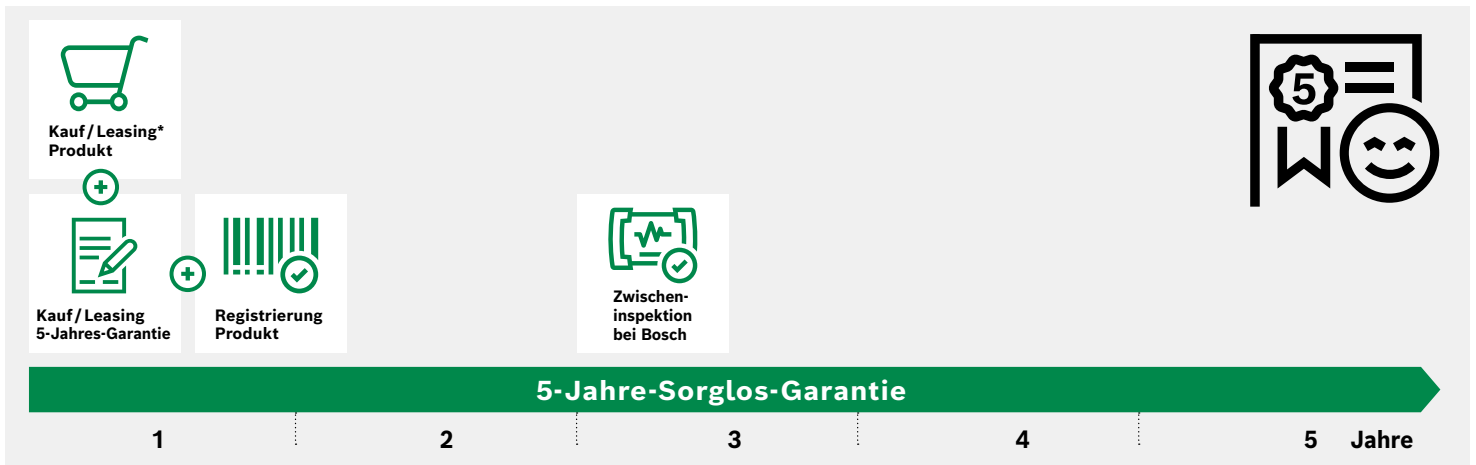 Kauf / Leasing*
Produkt
Kauf / Leasing
5-Jahres-Garantie
Registrierung
Produkt
Zwischen-
inspektion
bei Bosch
5
5-Jahre-Sorglos-Garantie
1 2 3 4 5 Jahre